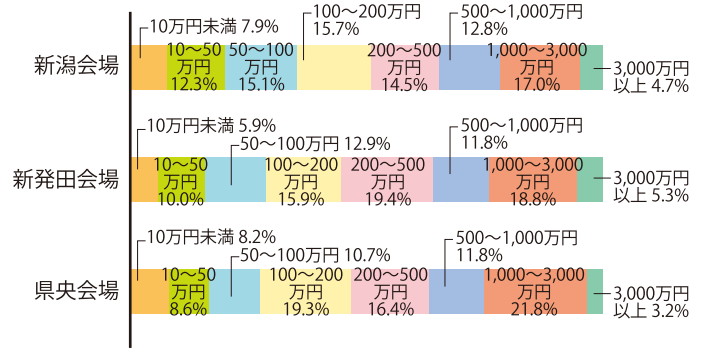 10万円未満 7.9%
100～200万円
15.7%
500～1,000万円
12.8%
新潟会場
10～50
万円
12.3%
50～100
万円
15.1%
200～500
万円
14.5%
1,000～3,000
万円
17.0%
3,000万円
以上 4.7%
10万円未満 5.9%
50～100万円 12.9%
500～1,000万円
11.8%
新発田会場
10～50
万円
10.0%
100～200
万円
15.9%
200～500
万円
19.4%
1,000～3,000
万円
18.8%
3,000万円
以上 5.3%
10万円未満 8.2%
50～100万円 10.7%
500～1,000万円
11.8%
県央会場
10～50
万円
8.6%
100～200
万円
19.3%
200～500
万円
16.4%
1,000～3,000
万円
21.8%
3,000万円
以上 3.2%